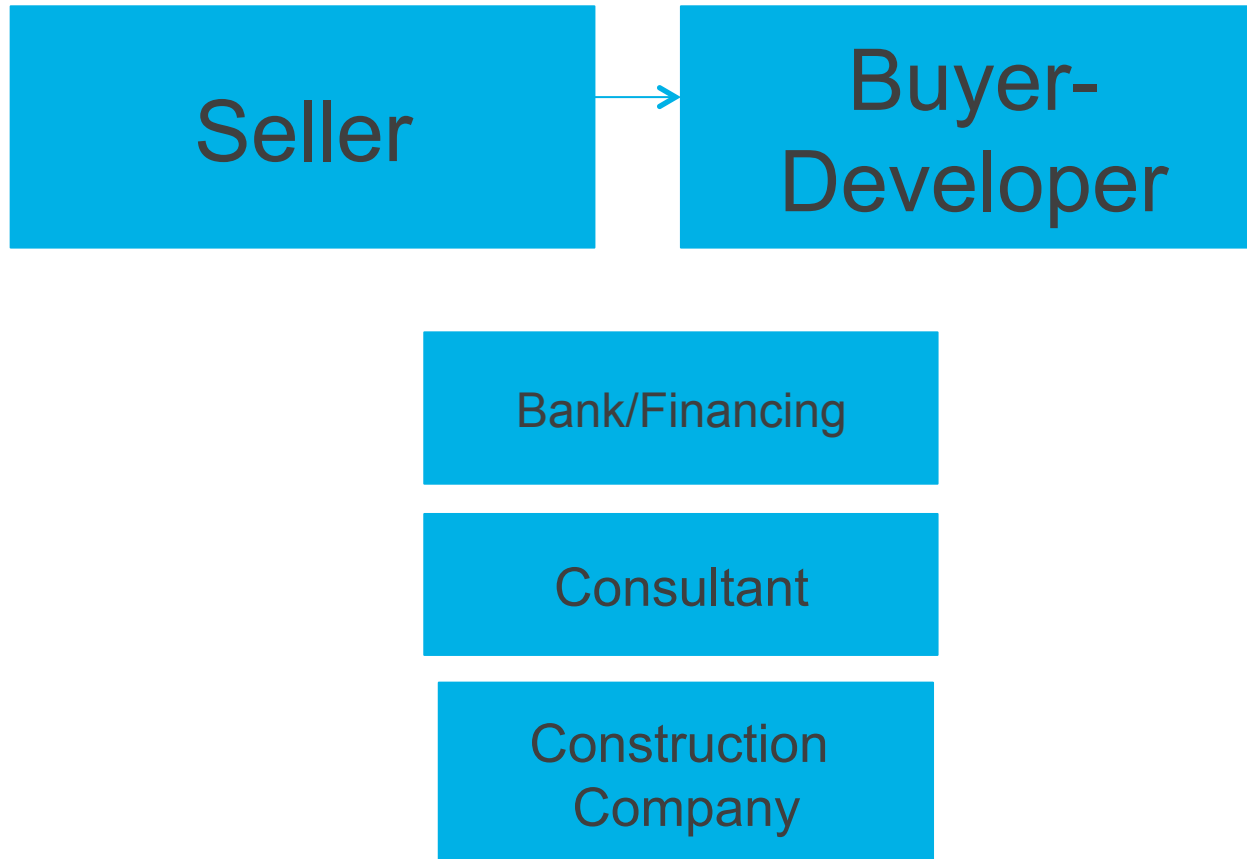 Seller
Buyer-
Developer
Bank/Financing
Consultant
Construction
Company